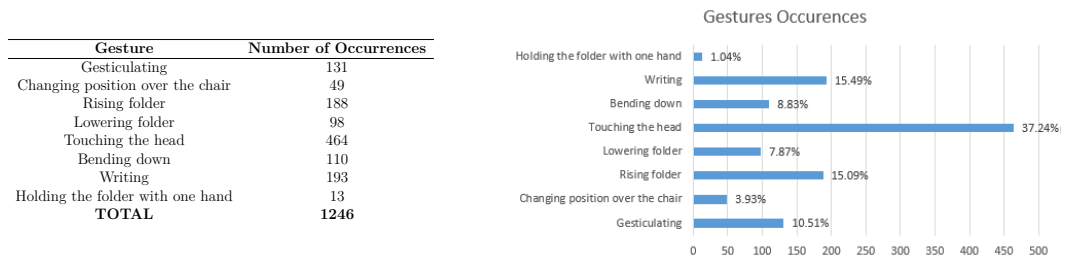 Gesture Number of Occurrences
Gesticulating 131
Changing position over the chair 49
Rising folder 188
Lowering folder 98
Touching the head 464
Bending down 110
Writing 193
Holding the folder with one hand 13
TOTAL 1246
Gestures Occurences
Holding the folder with one hand 1.04%
Writing 15.49%
Bending down 8.83%
Touching the head 37.24%
Lowering folder 7.87%
Rising folder 15.09%
Changing position over the chair 3.93%
Gesticulating 10.51%
0 50 100 150 200 250 300 350 400 450 500